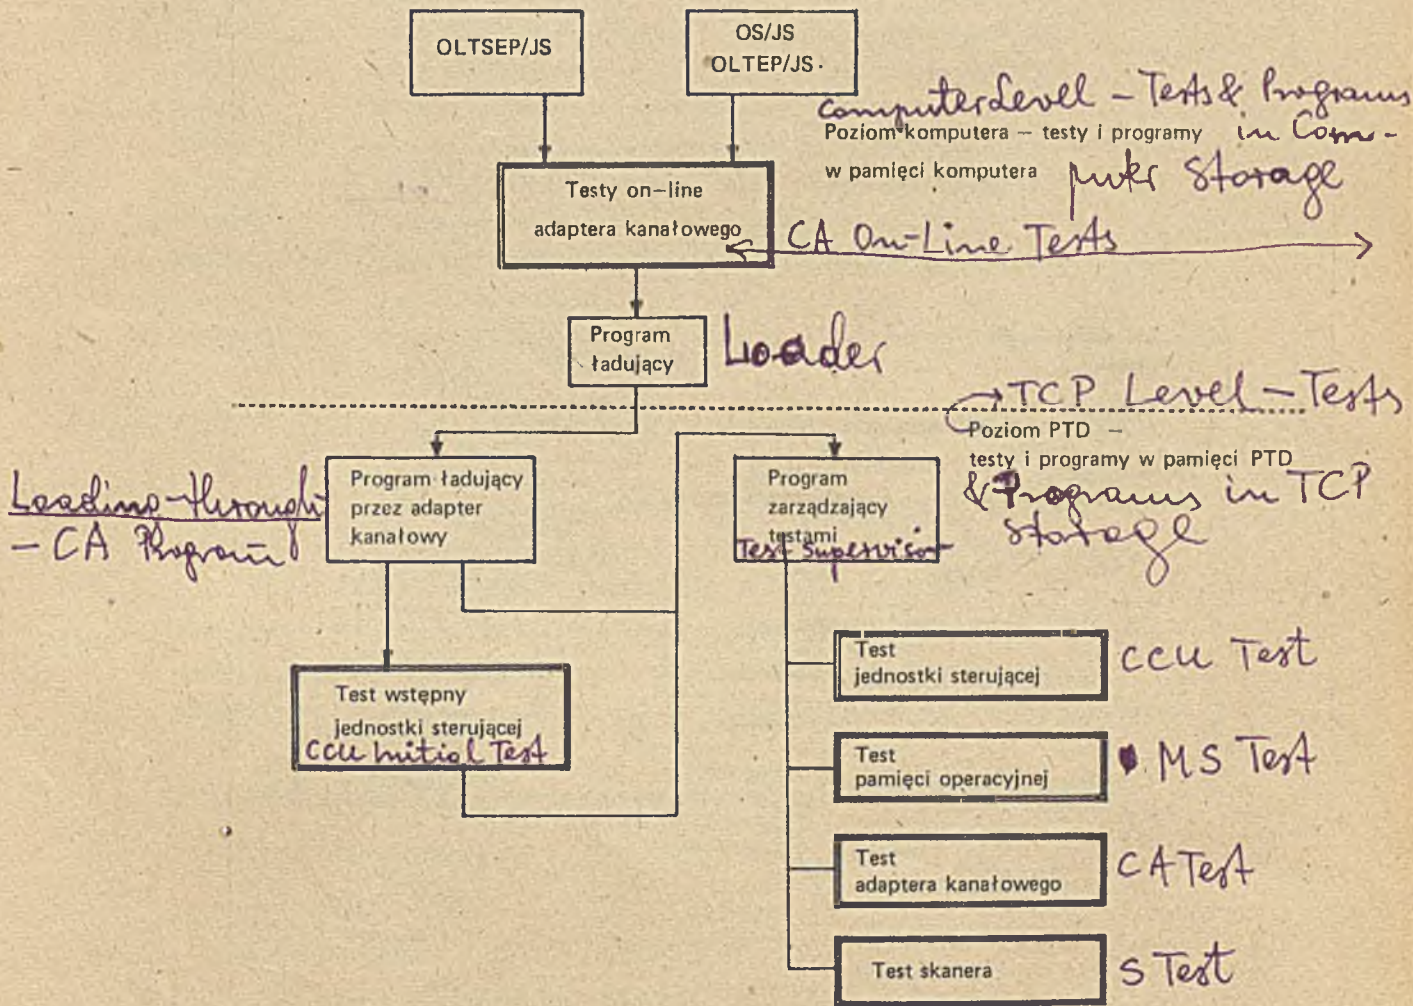 OLTSEP/JS
OS/JS
OLTEP/JS
Computer Level – Tests & Programs
Poziom komputera – testy i programy
in Com-
w pamięci komputera
puter Storage
Testy on–line
adaptera kanałowego
CA On-Line Tests
Program
ładujący
Loader
TCP Level – Tests
Poziom PTD –
testy i programy w pamięci PTD
& Programs in TCP
Storage
Program ładujący
przez adapter
kanałowy
Loading-through
– CA Program
Program
zarządzający
testami
Test Supervisor
Test wstępny
jednostki sterującej
CCU Initial Test
Test
jednostki sterującej
CCU Test
Test
pamięci operacyjnej
MS Test
Test
adaptera kanałowego
CA Test
Test skanera
S Test